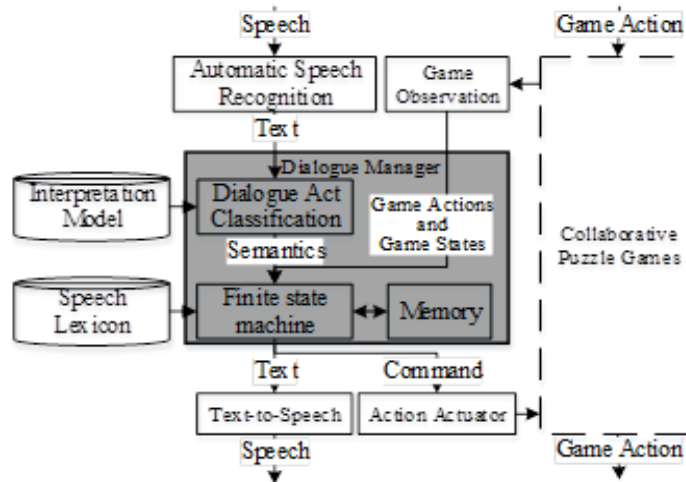 Speech
Game Action
Automatic Speech
Recognition
Game
Observation
Text
Dialogue Manager
Interpretation
Model
Dialogue Act
Classification
Game Actions
and
Game States
Collaborative
Puzzle Games
Semantics
Speech
Lexicon
Finite state
machine
Memory
Text
Command
Text-to-Speech
Action Actuator
Speech
Game Action